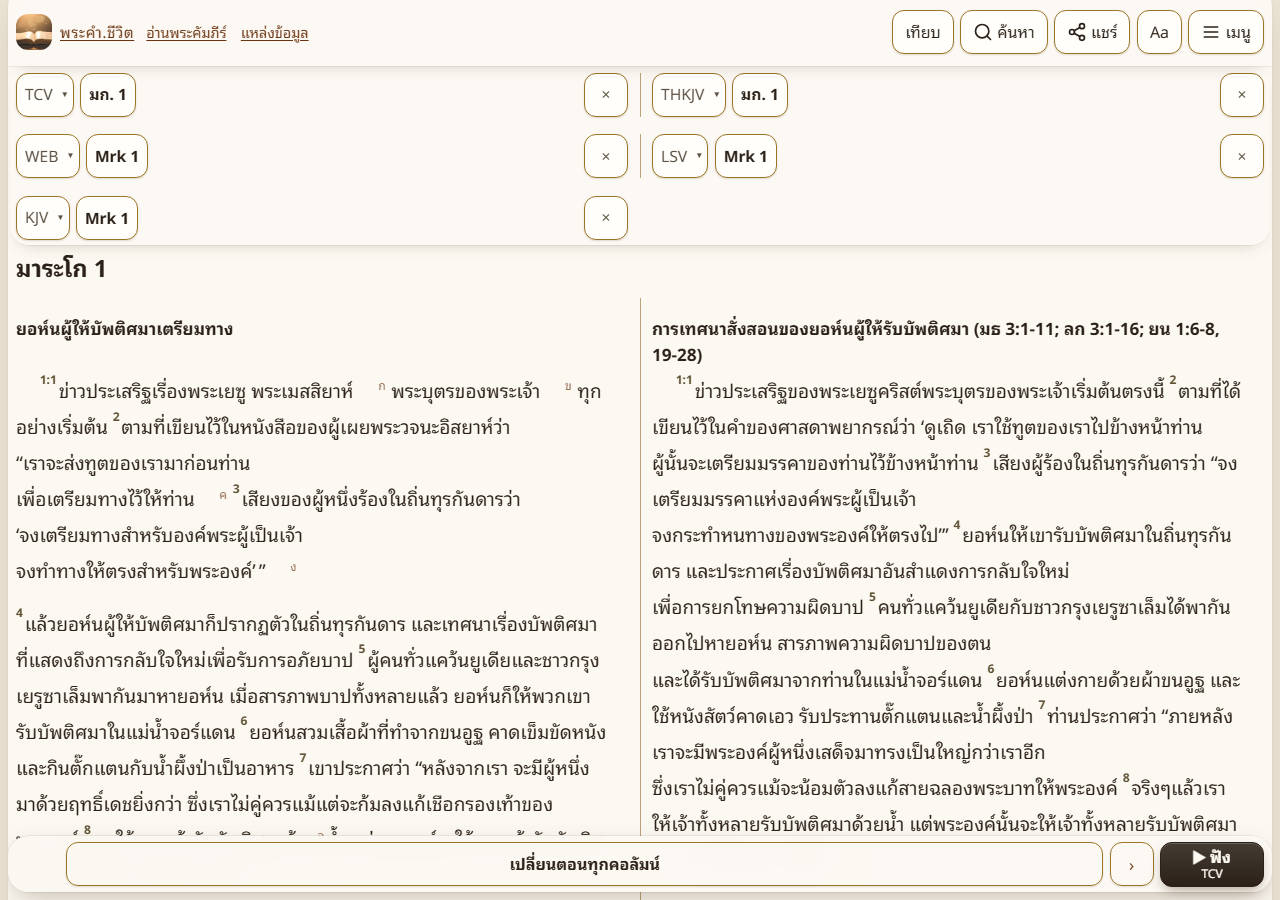 พระคำ.ชีวิต อ่านพระคัมภีร์ แหล่งข้อมูล เทียบ ค้นหา แชร์ Aa เมนู
TCV มก. 1 × THKJV มก. 1 ×
WEB Mrk 1 × LSV Mrk 1 ×
KJV Mrk 1 ×
มาระโก 1
ยอห์นผู้ให้บัพติศมาเตรียมทาง
1:1 ข่าวประเสริฐเรื่องพระเยซู พระเมสสิยาห์ ก พระบุตรของพระเจ้า ข ทุก
อย่างเริ่มต้น 2 ตามที่เขียนไว้ในหนังสือของผู้เผยพระวจนะอิสยาห์ว่า
“เราจะส่งทูตของเรามาก่อนท่าน
เพื่อเตรียมทางไว้ให้ท่าน ค 3 เสียงของผู้หนึ่งร้องในถิ่นทุรกันดารว่า
‘จงเตรียมทางสำหรับองค์พระผู้เป็นเจ้า
จงทำทางให้ตรงสำหรับพระองค์’ ” ง
4 แล้วยอห์นผู้ให้บัพติศมาก็ปรากฏตัวในถิ่นทุรกันดาร และเทศนาเรื่องบัพติศมา
ที่แสดงถึงการกลับใจใหม่เพื่อรับการอภัยบาป 5 ผู้คนทั่วแคว้นยูเดียและชาวกรุง
เยรูซาเล็มพากันมาหายอห์น เมื่อสารภาพบาปทั้งหลายแล้ว ยอห์นก็ให้พวกเขา
รับบัพติศมาในแม่น้ำจอร์แดน 6 ยอห์นสวมเสื้อผ้าที่ทำจากขนอูฐ คาดเข็มขัดหนัง
และกินตั๊กแตนกับน้ำผึ้งป่าเป็นอาหาร 7 เขาประกาศว่า “หลังจากเรา จะมีผู้หนึ่ง
มาด้วยฤทธิ์เดชยิ่งกว่า ซึ่งเราไม่คู่ควรแม้แต่จะก้มลงแก้เชือกรองเท้าของ
8
การเทศนาสั่งสอนของยอห์นผู้ให้รับบัพติศมา (มธ 3:1-11; ลก 3:1-16; ยน 1:6-8,
19-28)
1:1 ข่าวประเสริฐของพระเยซูคริสต์พระบุตรของพระเจ้าเริ่มต้นตรงนี้ 2 ตามที่ได้
เขียนไว้ในคำของศาสดาพยากรณ์ว่า ‘ดูเถิด เราใช้ทูตของเราไปข้างหน้าท่าน
ผู้นั้นจะเตรียมมรรคาของท่านไว้ข้างหน้าท่าน 3 เสียงผู้ร้องในถิ่นทุรกันดารว่า “จง
เตรียมมรรคาแห่งองค์พระผู้เป็นเจ้า
จงกระทำหนทางของพระองค์ให้ตรงไป”’ 4 ยอห์นให้เขารับบัพติศมาในถิ่นทุรกัน
ดาร และประกาศเรื่องบัพติศมาอันสำแดงการกลับใจใหม่
เพื่อการยกโทษความผิดบาป 5 คนทั่วแคว้นยูเดียกับชาวกรุงเยรูซาเล็มได้พากัน
ออกไปหายอห์น สารภาพความผิดบาปของตน
และได้รับบัพติศมาจากท่านในแม่น้ำจอร์แดน 6 ยอห์นแต่งกายด้วยผ้าขนอูฐ และ
ใช้หนังสัตว์คาดเอว รับประทานตั๊กแตนและน้ำผึ้งป่า 7 ท่านประกาศว่า “ภายหลัง
เราจะมีพระองค์ผู้หนึ่งเสด็จมาทรงเป็นใหญ่กว่าเราอีก
ซึ่งเราไม่คู่ควรแม้จะน้อมตัวลงแก้สายฉลองพระบาทให้พระองค์ 8 จริงๆแล้วเรา
ให้เจ้าทั้งหลายรับบัพติศมาด้วยน้ำ แต่พระองค์นั้นจะให้เจ้าทั้งหลายรับบัพติศมา
เปลี่ยนตอนทุกคอลัมน์ › ▶ ฟัง
TCV